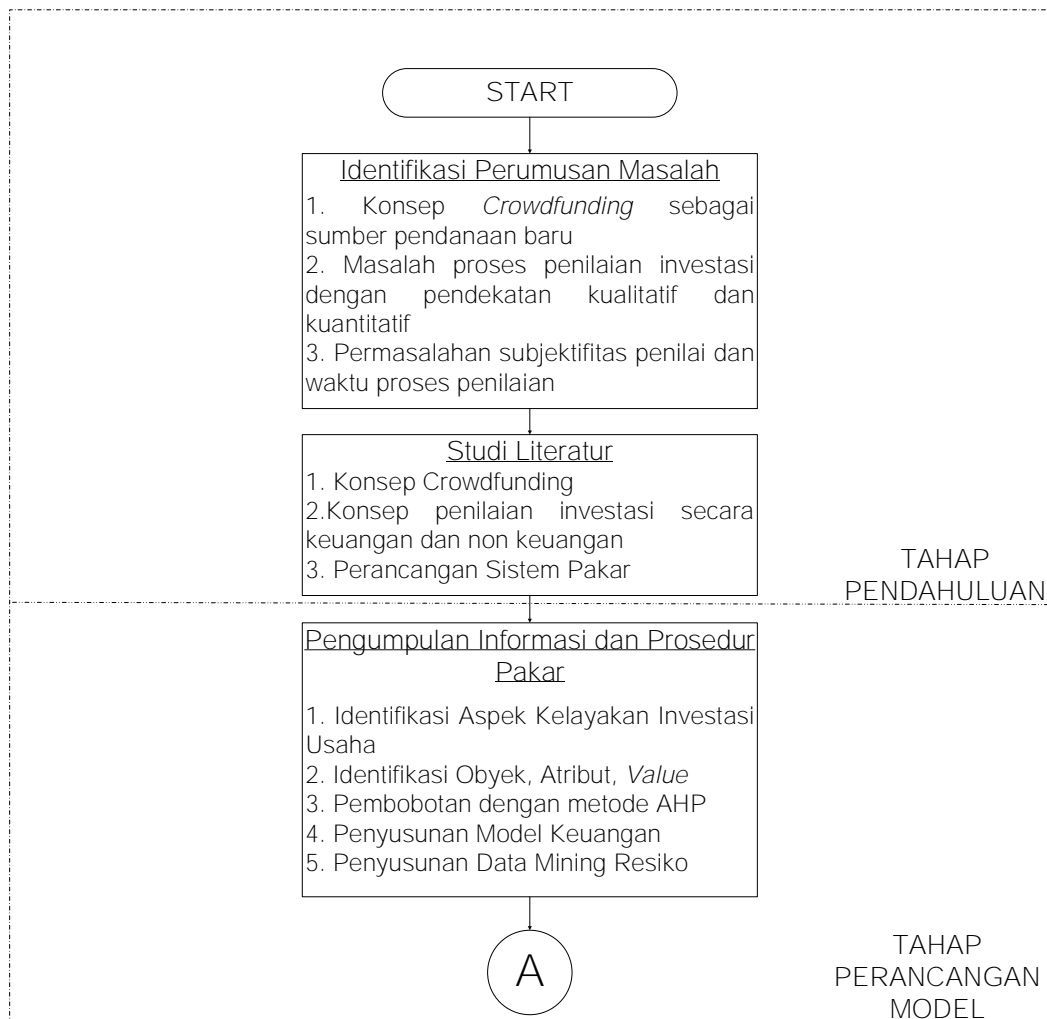 START
Identifikasi Perumusan Masalah
1. Konsep Crowdfunding sebagai
sumber pendanaan baru
2. Masalah proses penilaian investasi
dengan pendekatan kualitatif dan
kuantitatif
3. Permasalahan subjektifitas penilai dan
waktu proses penilaian
Studi Literatur
1. Konsep Crowdfunding
2.Konsep penilaian investasi secara
keuangan dan non keuangan
3. Perancangan Sistem Pakar
TAHAP
PENDAHULUAN
Pengumpulan Informasi dan Prosedur
Pakar
1. Identifikasi Aspek Kelayakan Investasi
Usaha
2. Identifikasi Obyek, Atribut, Value
3. Pembobotan dengan metode AHP
4. Penyusunan Model Keuangan
5. Penyusunan Data Mining Resiko
A
TAHAP
PERANCANGAN
MODEL